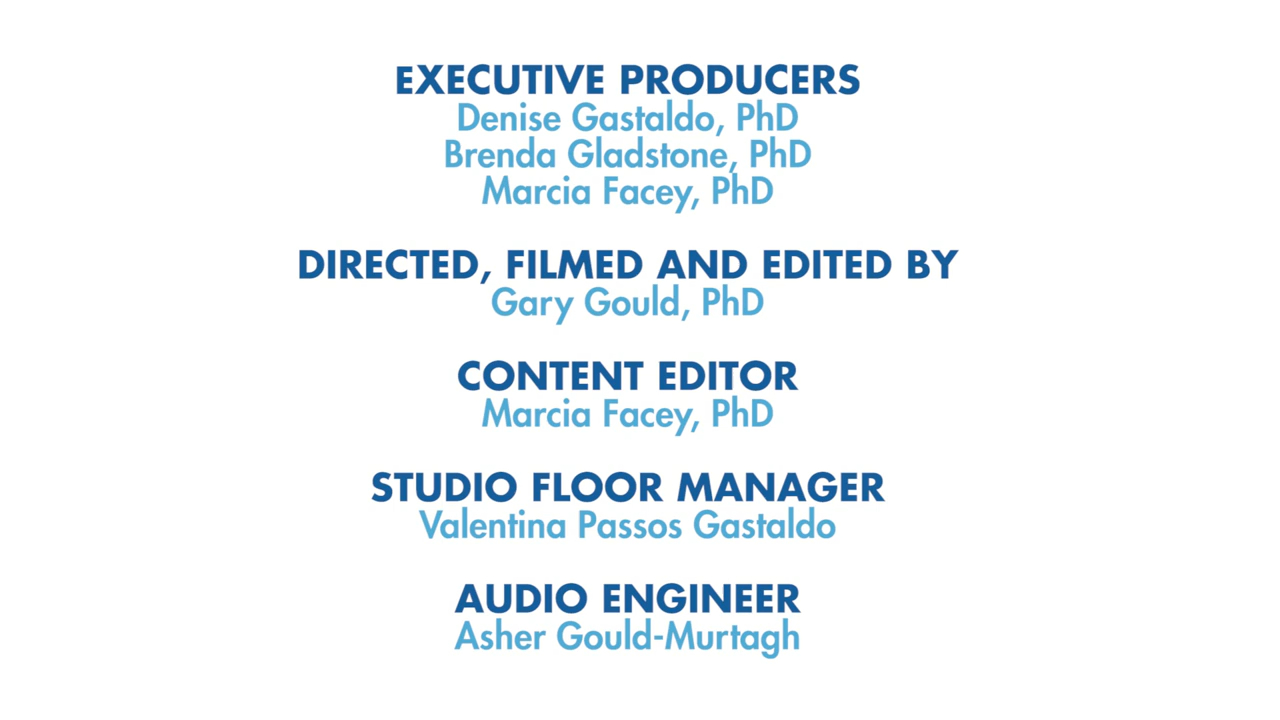 EXECUTIVE PRODUCERS
Denise Gastaldo, PhD
Brenda Gladstone, PhD
Marcia Facey, PhD
DIRECTED, FILMED AND EDITED BY
Gary Gould, PhD
CONTENT EDITOR
Marcia Facey, PhD
STUDIO FLOOR MANAGER
Valentina Passos Gastaldo
AUDIO ENGINEER
Asher Gould-Murtagh